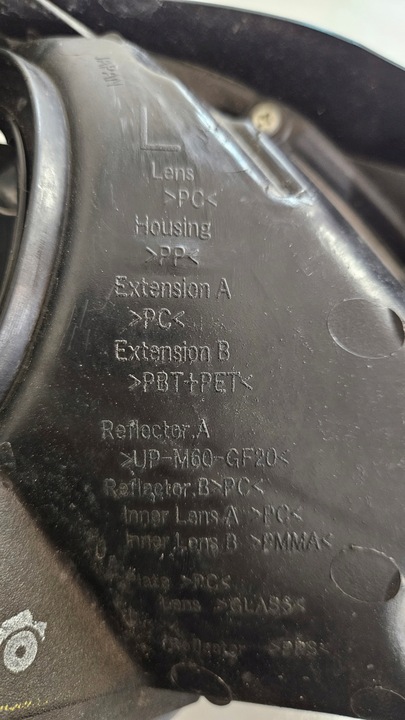 L
Lens
>PC<
Housing
>PP<
Extension A
>PC<
Extension B
>PBT+PET<
Reflector.A
>UP-M60-GF20<
Reflector.B>PC<
Inner Lens A >PC<
Inner Lens B >PMMA<
>PC<
Lens >GLASS<